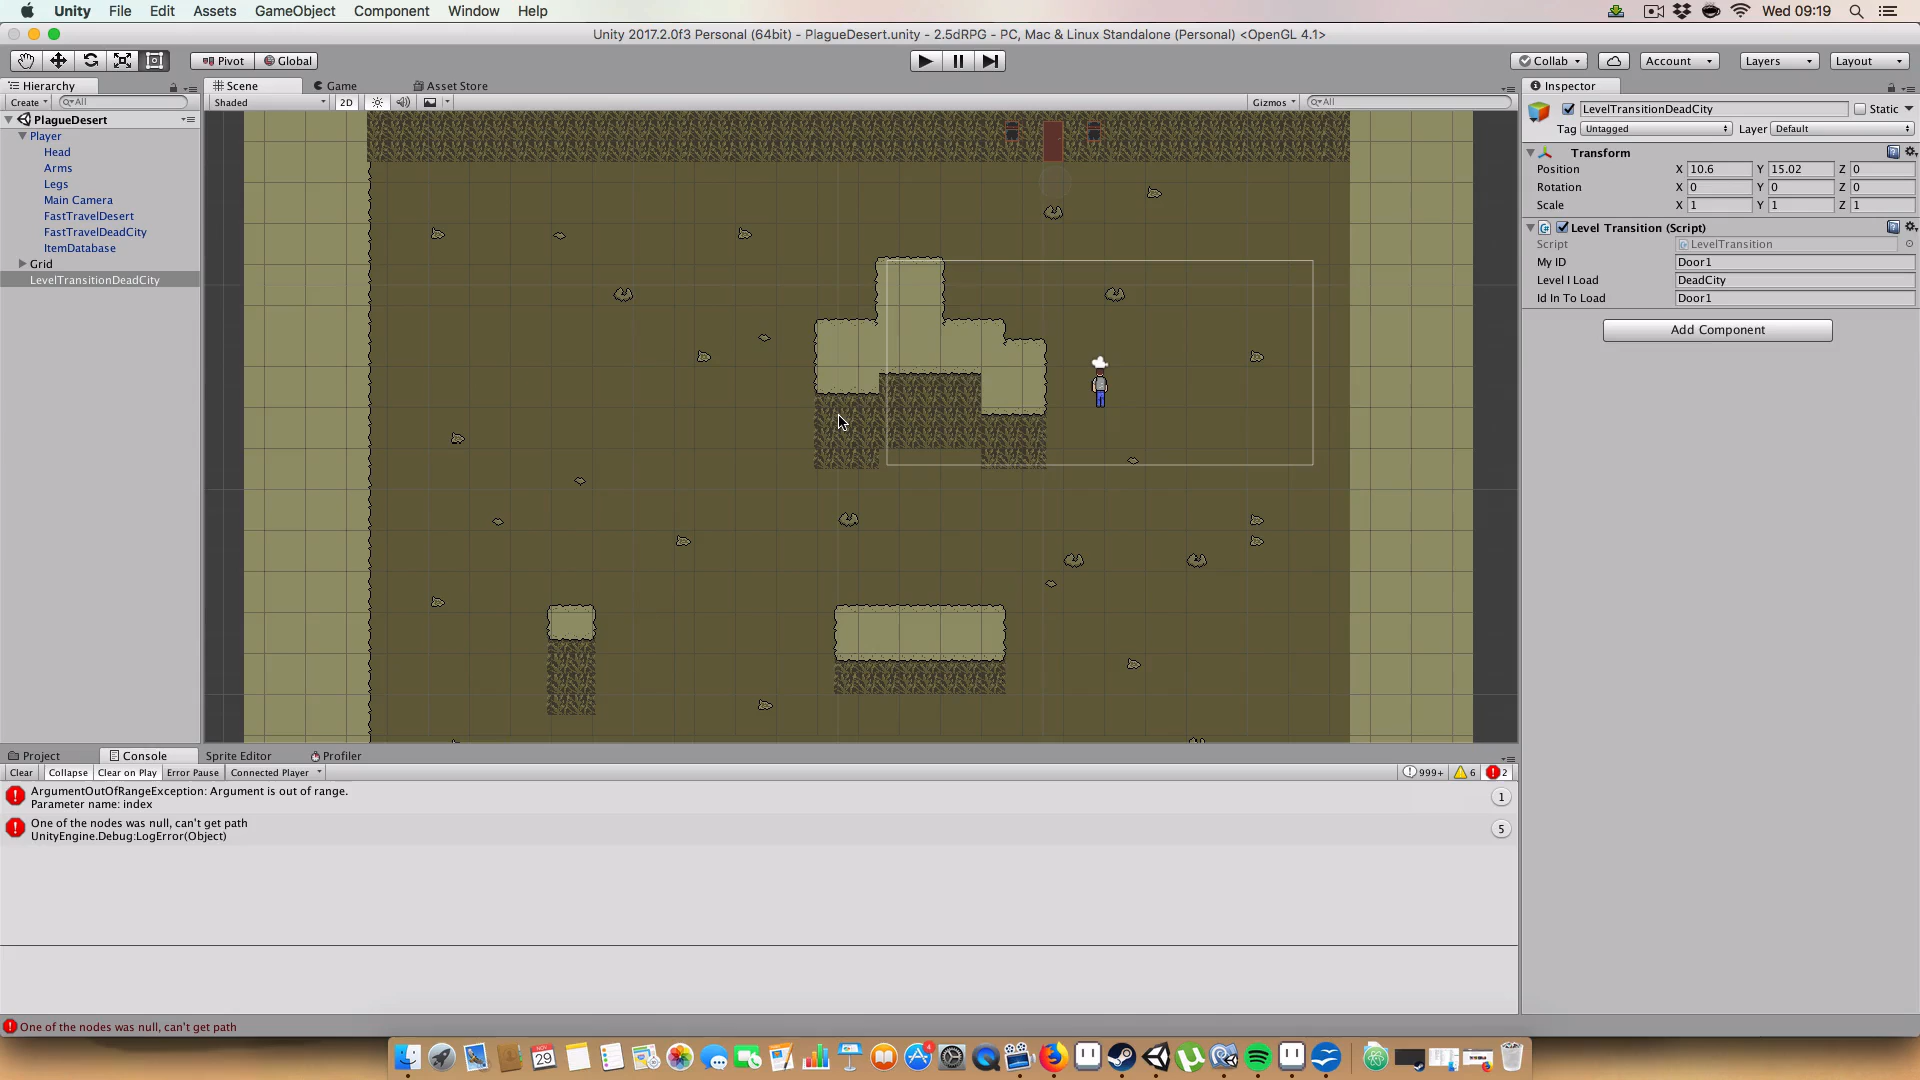 Unity File Edit Assets GameObject Component Window Help Wed 09:19
Unity 2017.2.0f3 Personal (64bit) - PlagueDesert.unity - 2.5dRPG - PC, Mac & Linux Standalone (Personal) <OpenGL 4.1>
Pivot Global Collab Account Layers Layout
Hierarchy Scene Game Asset Store Inspector
Create All Shaded 2D Gizmos All
LevelTransitionDeadCity Static
PlagueDesert
Tag Untagged Layer Default
Player
Head
Transform
Arms
Position X 10.6 Y 15.02 Z 0
Legs
Rotation X 0 Y 0 Z 0
Main Camera
Scale X 1 Y 1 Z 1
FastTravelDesert
FastTravelDeadCity
Level Transition (Script)
ItemDatabase
Script LevelTransition
Grid
My ID Door1
LevelTransitionDeadCity
Level I Load DeadCity
Id In To Load Door1
Add Component
Project Console Sprite Editor Profiler
Clear Collapse Clear on Play Error Pause Connected Player 999+ 6 2
ArgumentOutOfRangeException: Argument is out of range.
Parameter name: index
1
One of the nodes was null, can't get path
UnityEngine.Debug:LogError(Object)
5
One of the nodes was null, can't get path
NOV 29
4